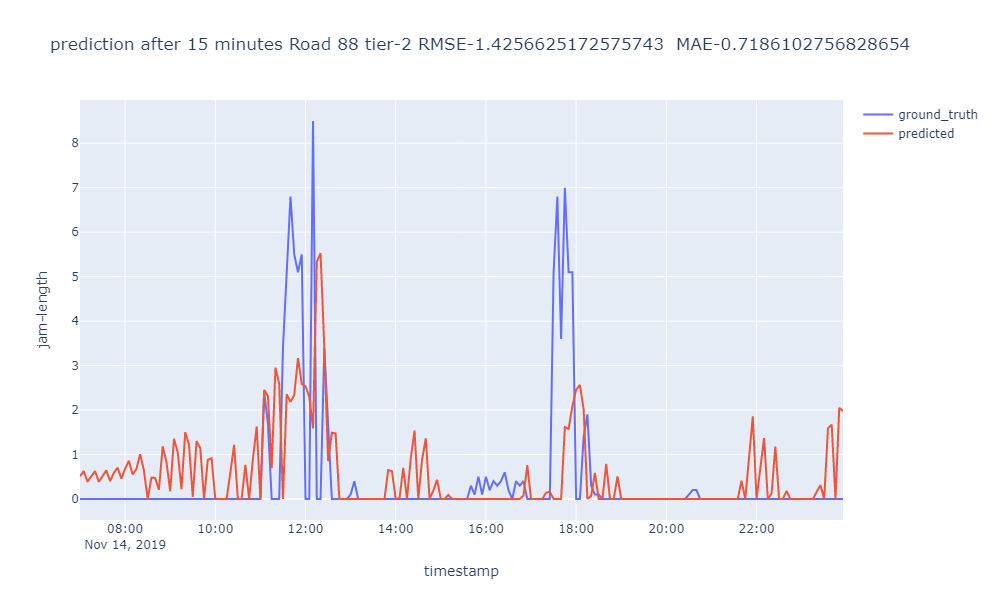 prediction after 15 minutes Road 88 tier-2 RMSE-1.4256625172575743  MAE-0.7186102756828654
ground_truth
predicted
8
7
6
5
4
3
2
1
0
jam-length
08:00 10:00 12:00 14:00 16:00 18:00 20:00 22:00
Nov 14, 2019
timestamp